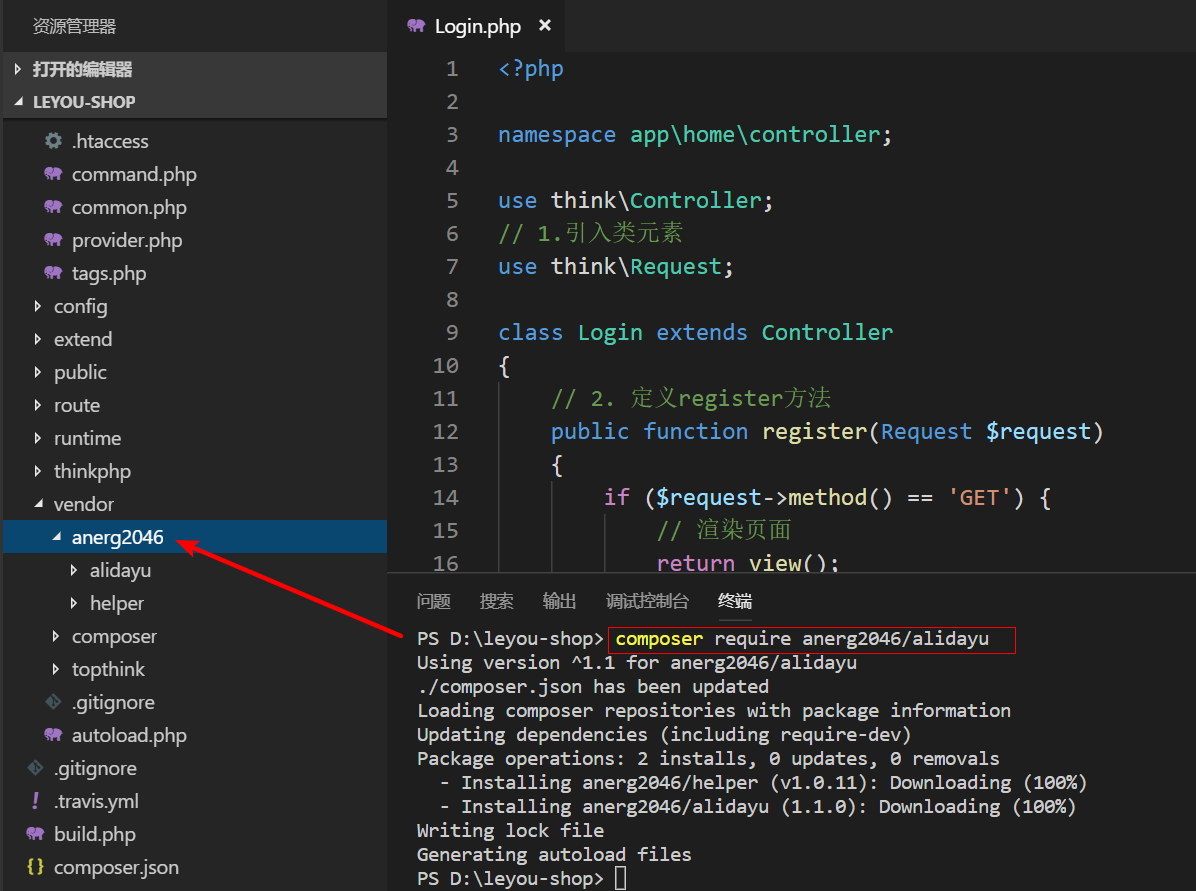 资源管理器
打开的编辑器
LEYOU-SHOP
.htaccess
command.php
common.php
provider.php
tags.php
config
extend
public
route
runtime
thinkphp
vendor
anerg2046
alidayu
helper
composer
topthink
.gitignore
autoload.php
.gitignore
.travis.yml
build.php
composer.json
Login.php ×
1 <?php
2
3 namespace app\home\controller;
4
5 use think\Controller;
6 // 1.引入类元素
7 use think\Request;
8
9 class Login extends Controller
10 {
11 // 2. 定义register方法
12 public function register(Request $request)
13 {
14 if ($request->method() == 'GET') {
15 // 渲染页面
16 return view();
问题 搜索 输出 调试控制台 终端
PS D:\leyou-shop> composer require anerg2046/alidayu
Using version ^1.1 for anerg2046/alidayu
./composer.json has been updated
Loading composer repositories with package information
Updating dependencies (including require-dev)
Package operations: 2 installs, 0 updates, 0 removals
- Installing anerg2046/helper (v1.0.11): Downloading (100%)
- Installing anerg2046/alidayu (1.1.0): Downloading (100%)
Writing lock file
Generating autoload files
PS D:\leyou-shop>